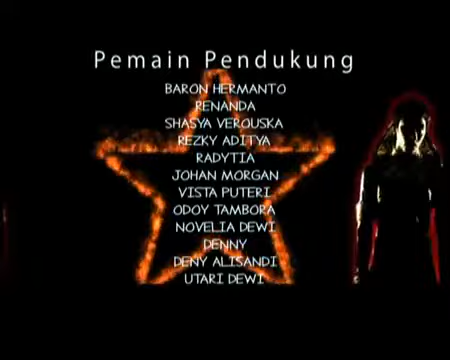 Pemain Pendukung
BARON HERMANTO
RENANDA
SHASYA VEROUSKA
REZKY ADITYA
RADYTIA
JOHAN MORGAN
VISTA PUTERI
ODOY TAMBORA
NOVELIA DEWI
DENNY
DENY ALISANDI
UTARI DEWI